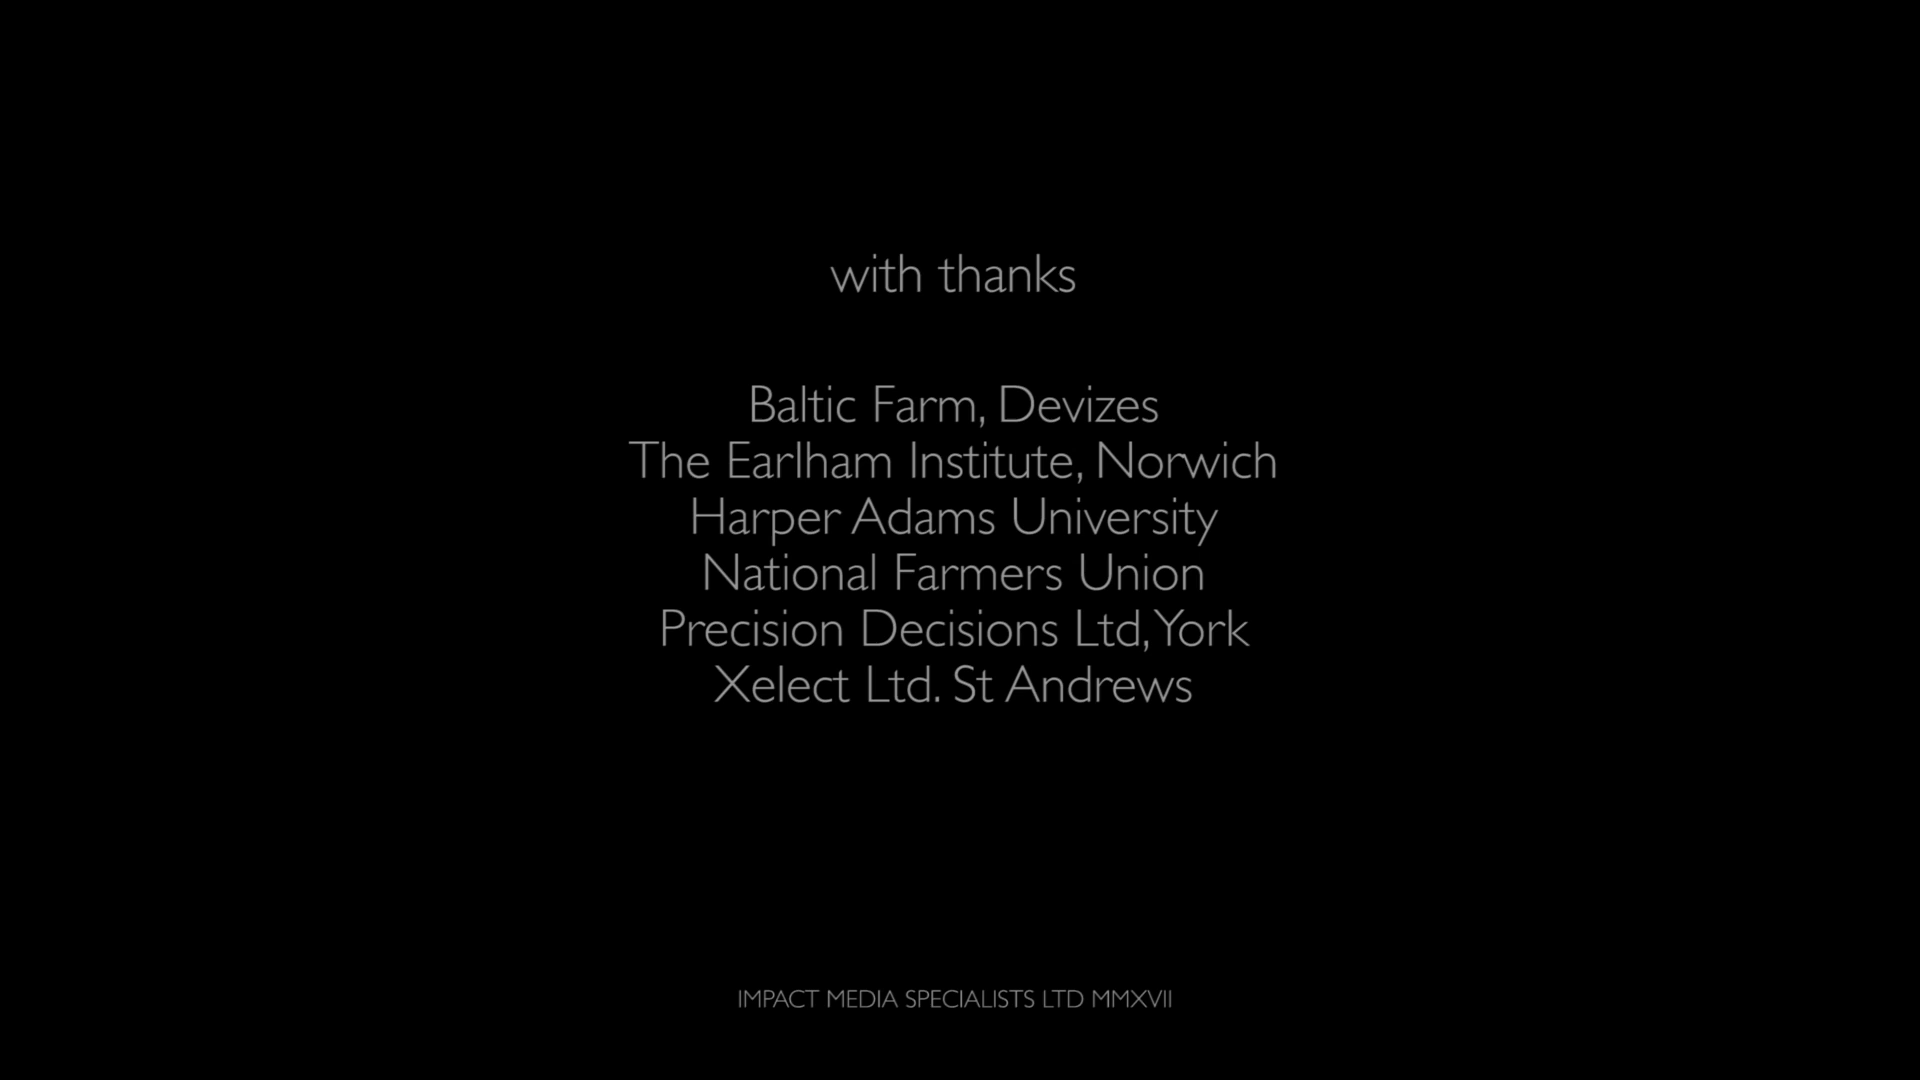 with thanks
Baltic Farm, Devizes
The Earlham Institute, Norwich
Harper Adams University
National Farmers Union
Precision Decisions Ltd, York
Xelect Ltd. St Andrews
IMPACT MEDIA SPECIALISTS LTD MMXVII